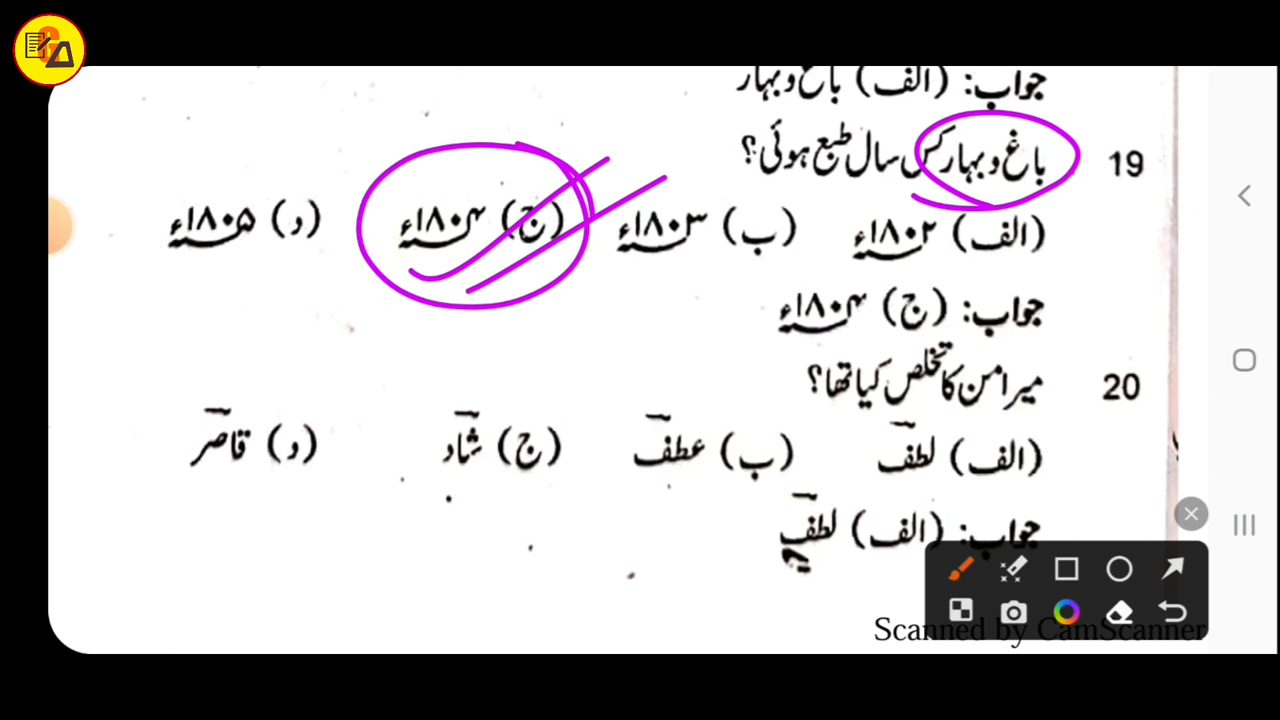 جواب: (الف) باغ و بہار
19 باغ و بہار کس سال طبع ہوئی؟
(الف) ۱۸۰۲ء (ب) ۱۸۰۳ء (ج) ۱۸۰۴ء (د) ۱۸۰۵ء
جواب: (ج) ۱۸۰۴ء
20 میر امن کا تخلص کیا تھا؟
(الف) لطف (ب) عطف (ج) شاد (د) قاصر
جواب: (الف) لطف
Scanned by CamScanner